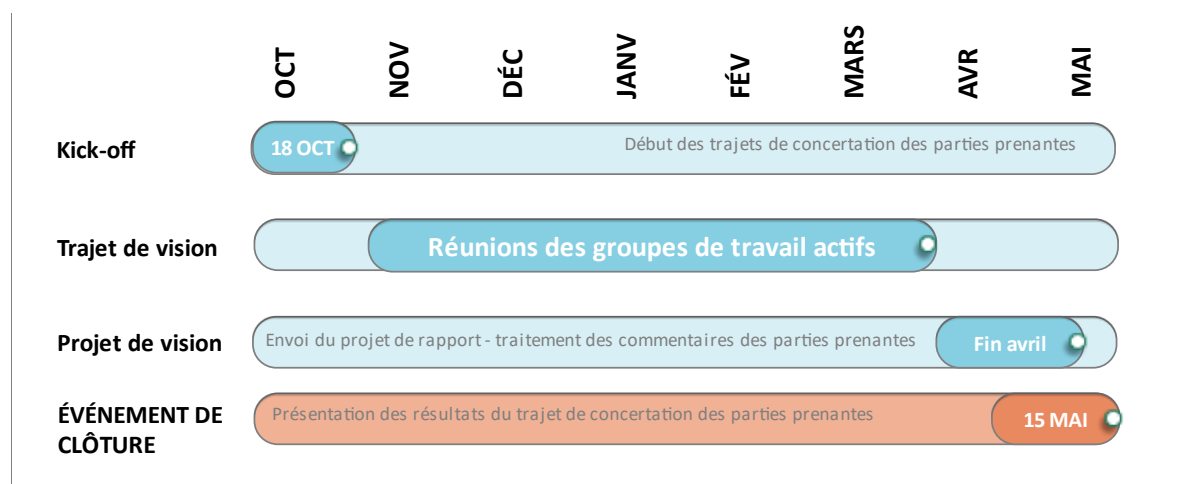 OCT
NOV
DÉC
JANV
FÉV
MARS
AVR
MAI
Kick-off
18 OCT
Début des trajets de concertation des parties prenantes
Trajet de vision
Réunions des groupes de travail actifs
Projet de vision
Envoi du projet de rapport - traitement des commentaires des parties prenantes
Fin avril
ÉVÉNEMENT DE
CLÔTURE
Présentation des résultats du trajet de concertation des parties prenantes
15 MAI